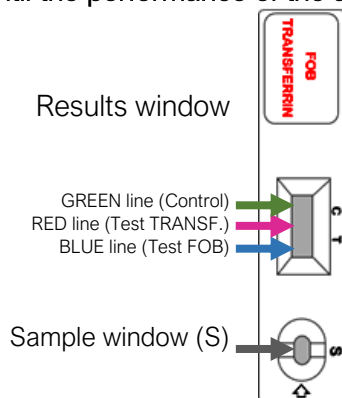 FOB
TRANSFERRIN
Results window
GREEN line (Control)
RED line (Test TRANSF.)
BLUE line (Test FOB)
C T
Sample window (S)
S